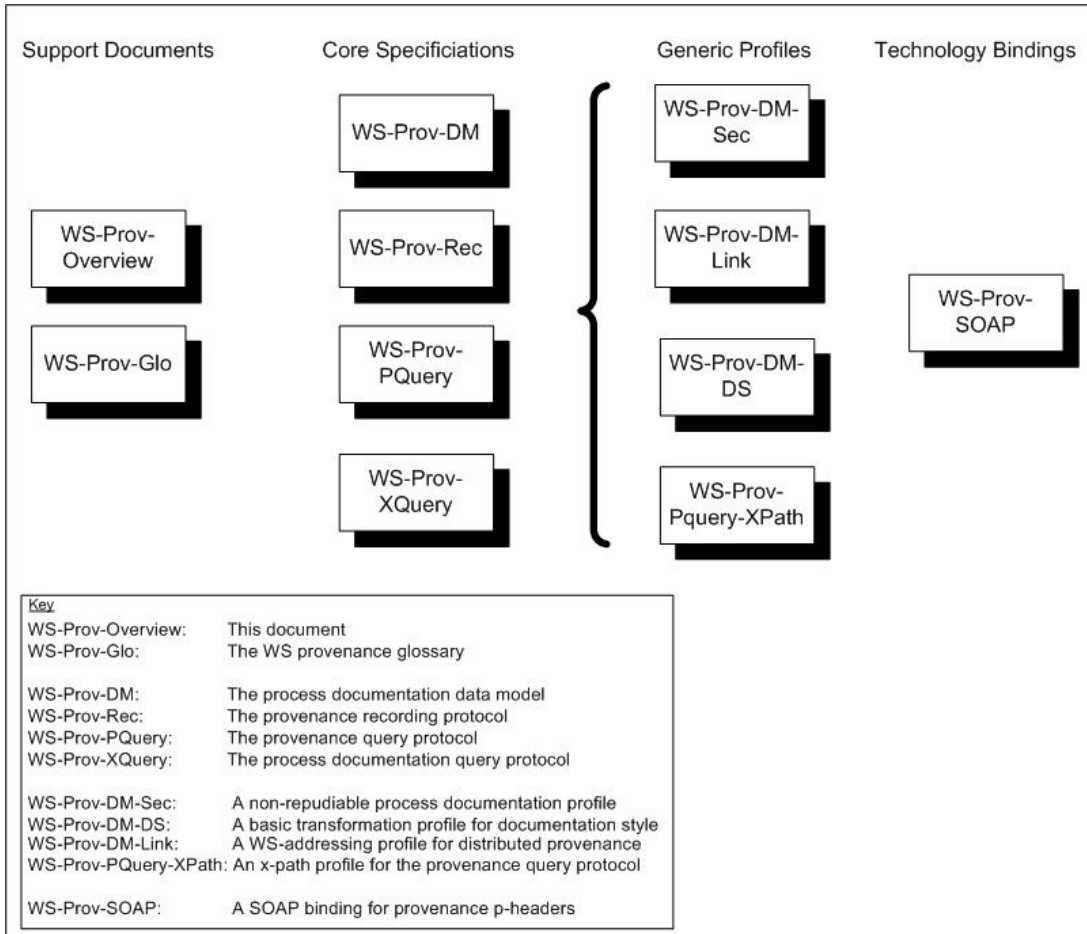 Support Documents
Core Specificiations
Generic Profiles
Technology Bindings
WS-Prov-
Overview
WS-Prov-Glo
WS-Prov-DM
WS-Prov-Rec
WS-Prov-
PQuery
WS-Prov-
XQuery
WS-Prov-DM-
Sec
WS-Prov-DM-
Link
WS-Prov-DM-
DS
WS-Prov-
Pquery-XPath
WS-Prov-
SOAP
Key
WS-Prov-Overview: This document
WS-Prov-Glo: The WS provenance glossary
WS-Prov-DM: The process documentation data model
WS-Prov-Rec: The provenance recording protocol
WS-Prov-PQuery: The provenance query protocol
WS-Prov-XQuery: The process documentation query protocol
WS-Prov-DM-Sec: A non-repudiable process documentation profile
WS-Prov-DM-DS: A basic transformation profile for documentation style
WS-Prov-DM-Link: A WS-addressing profile for distributed provenance
WS-Prov-PQuery-XPath: An x-path profile for the provenance query protocol
WS-Prov-SOAP: A SOAP binding for provenance p-headers